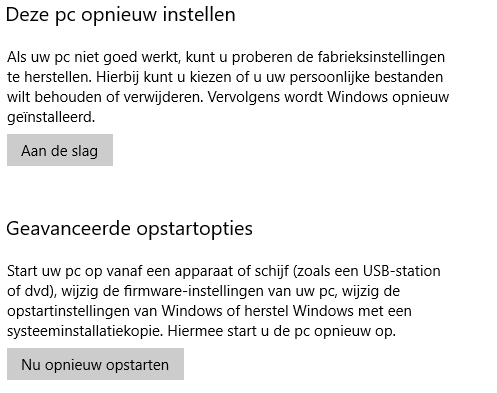 Deze pc opnieuw instellen
Als uw pc niet goed werkt, kunt u proberen de fabrieksinstellingen
te herstellen. Hierbij kunt u kiezen of u uw persoonlijke bestanden
wilt behouden of verwijderen. Vervolgens wordt Windows opnieuw
geïnstalleerd.
Aan de slag
Geavanceerde opstartopties
Start uw pc op vanaf een apparaat of schijf (zoals een USB-station
of dvd), wijzig de firmware-instellingen van uw pc, wijzig de
opstartinstellingen van Windows of herstel Windows met een
systeeminstallatiekopie. Hiermee start u de pc opnieuw op.
Nu opnieuw opstarten